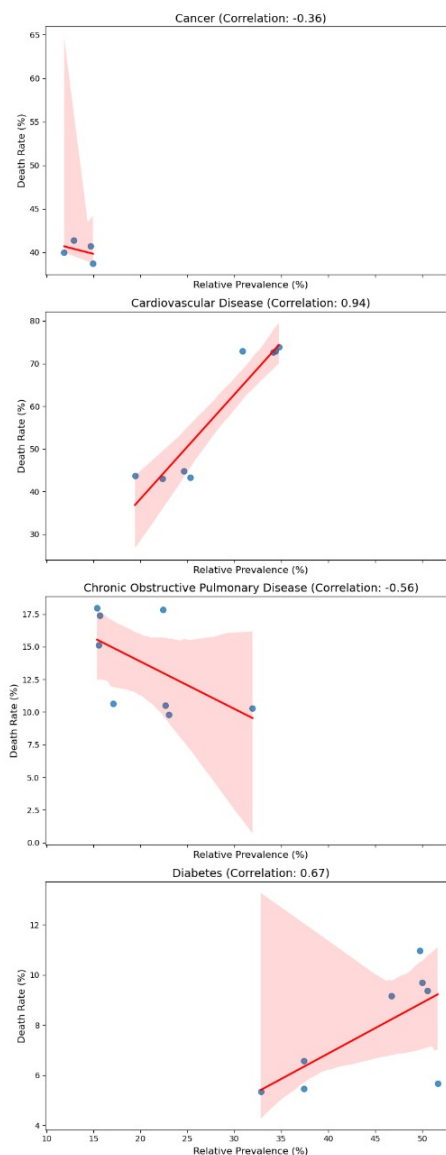 Cancer (Correlation: -0.36)
65
60
55
50
45
40
Death Rate (%)
Relative Prevalence (%)
Cardiovascular Disease (Correlation: 0.94)
80
70
60
50
40
30
Death Rate (%)
Relative Prevalence (%)
Chronic Obstructive Pulmonary Disease (Correlation: -0.56)
17.5
15.0
12.5
10.0
7.5
5.0
2.5
0.0
Death Rate (%)
Relative Prevalence (%)
Diabetes (Correlation: 0.67)
12
10
8
6
4
Death Rate (%)
10 15 20 25 30 35 40 45 50
Relative Prevalence (%)